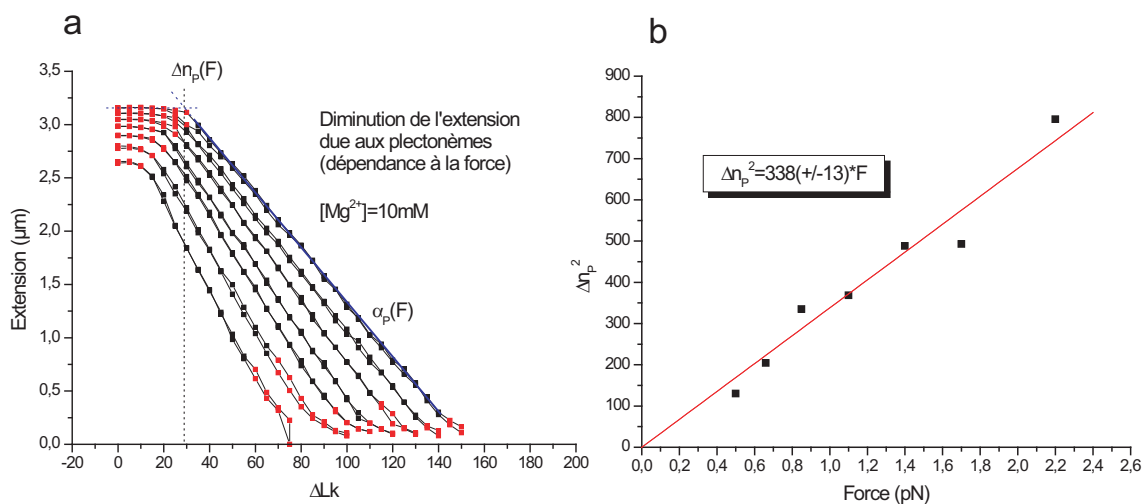 a
Δn_P(F)
3,5
3,0
2,5
2,0
1,5
1,0
0,5
0,0
Extension (µm)
Diminution de l'extension
due aux plectonèmes
(dépendance à la force)
[Mg²⁺]=10mM
α_P(F)
-20 0 20 40 60 80 100 120 140 160 180 200
ΔLk
b
900
800
700
600
500
400
300
200
100
0
Δn_P²
Δn_P²=338(+/-13)*F
0,0 0,2 0,4 0,6 0,8 1,0 1,2 1,4 1,6 1,8 2,0 2,2 2,4 2,6
Force (pN)